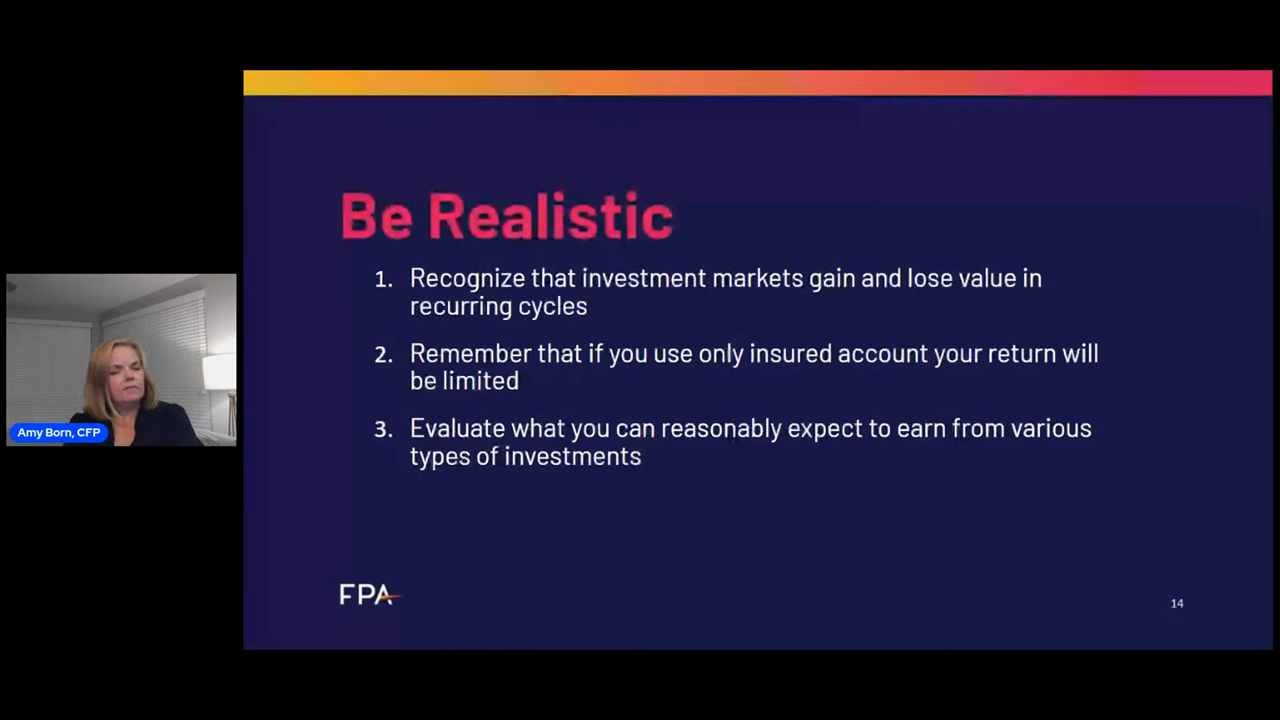 Be Realistic
1. Recognize that investment markets gain and lose value in
recurring cycles
2. Remember that if you use only insured account your return will
be limited
3. Evaluate what you can reasonably expect to earn from various
types of investments
Amy Born, CFP
FPA
14